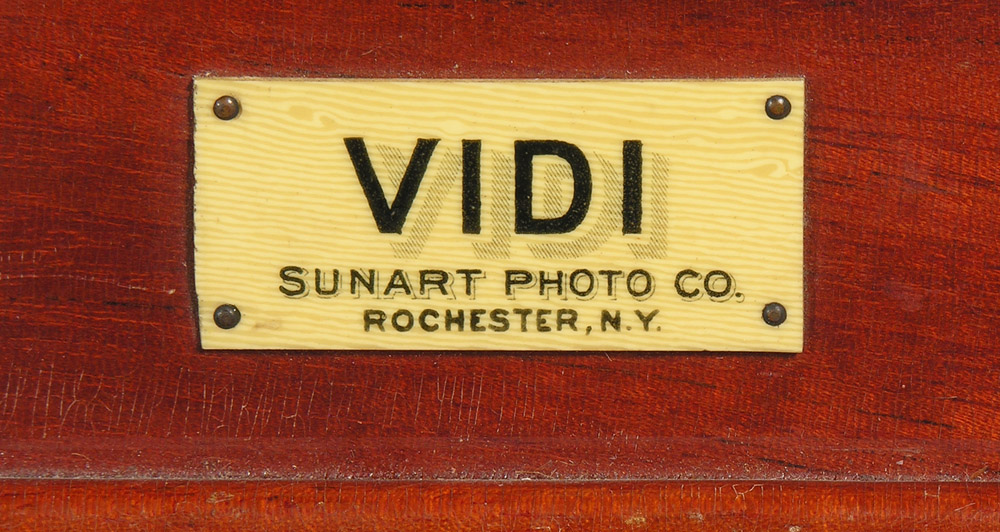 VIDI
SUNART PHOTO CO.
ROCHESTER, N.Y.